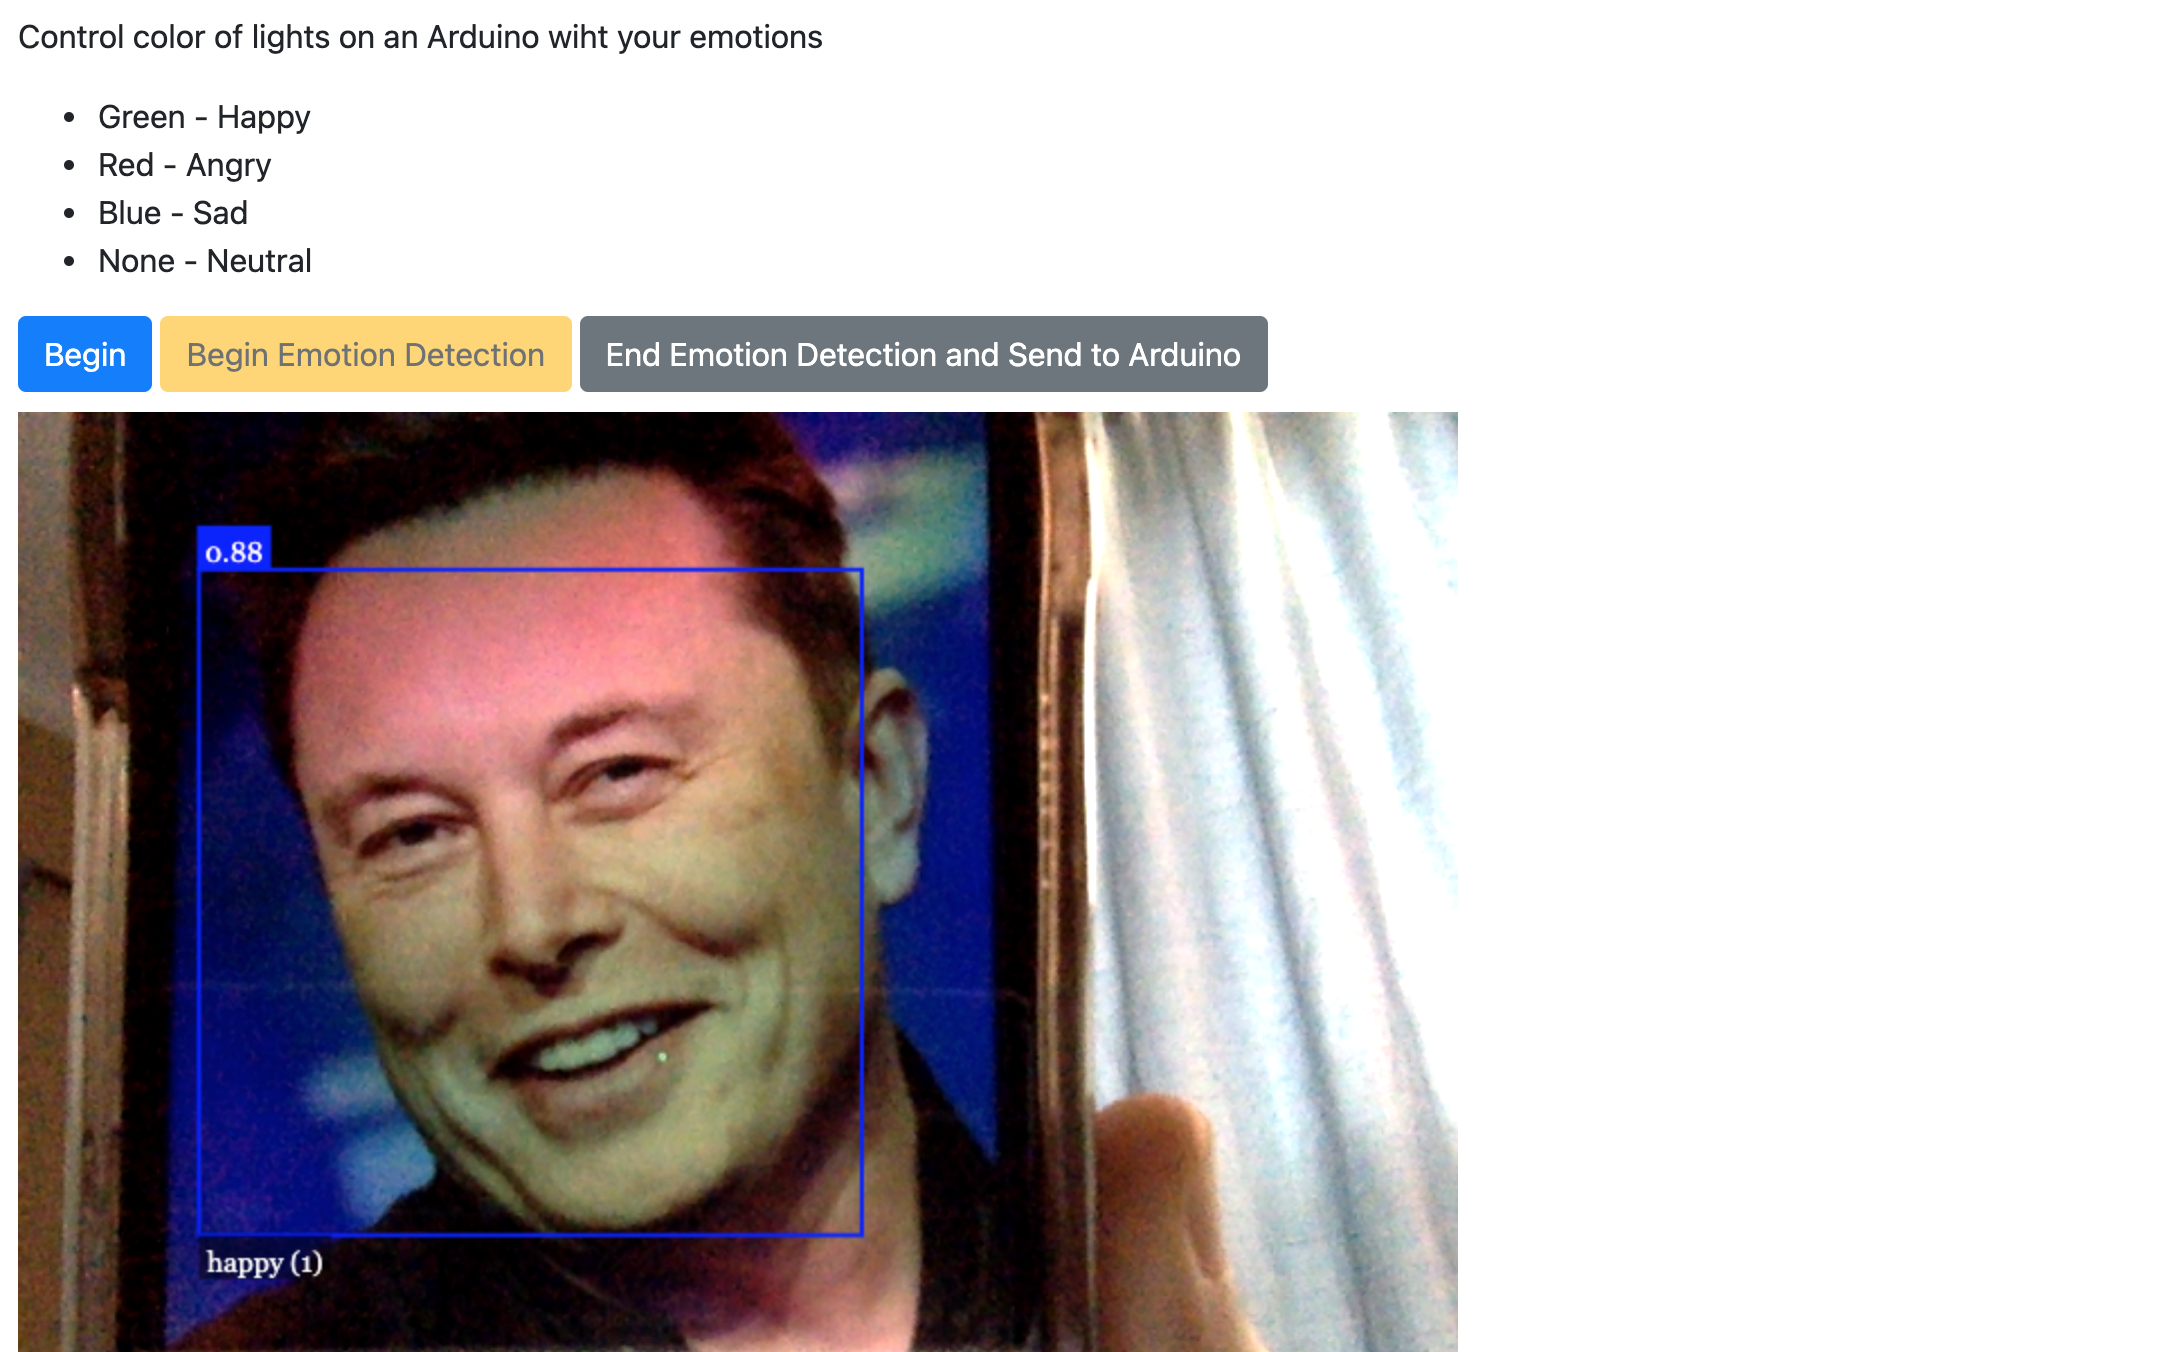 Control color of lights on an Arduino wiht your emotions
Green - Happy
Red - Angry
Blue - Sad
None - Neutral
Begin
Begin Emotion Detection
End Emotion Detection and Send to Arduino
0.88
happy (1)